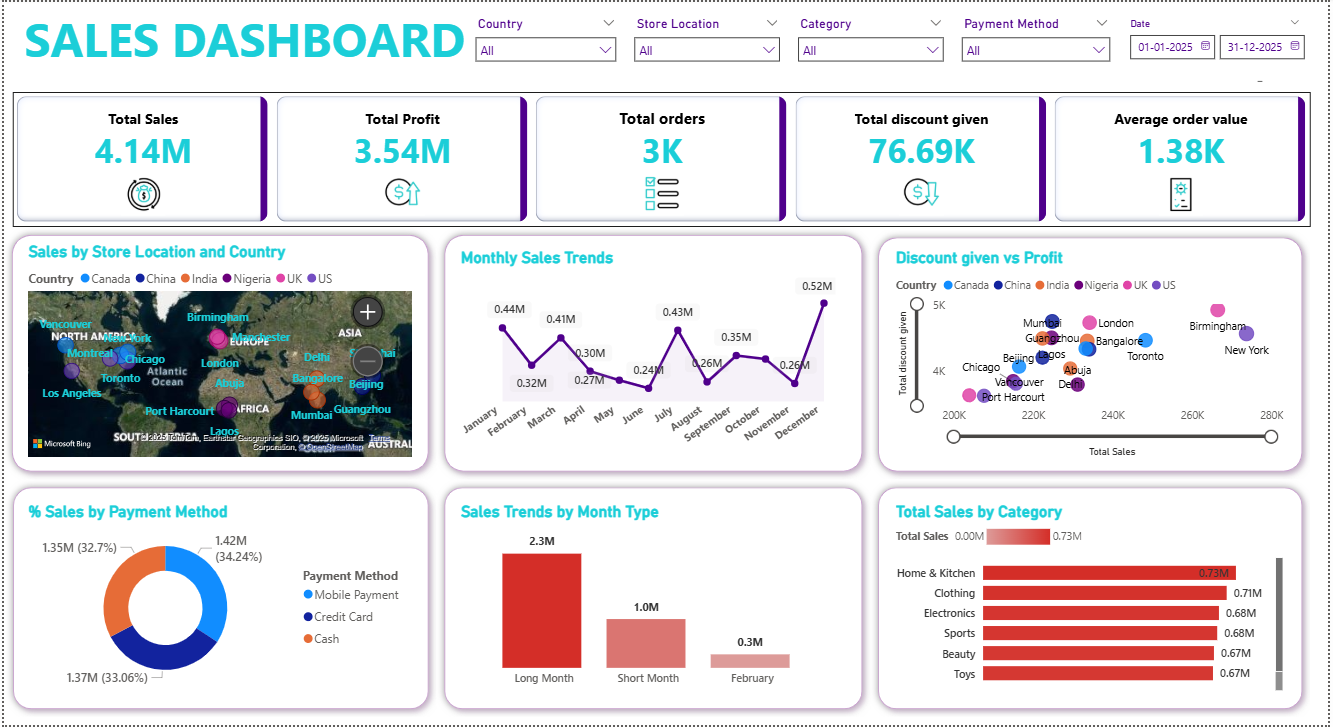 SALES DASHBOARD
Country
All
Store Location
All
Category
All
Payment Method
All
Date
01-01-2025
31-12-2025
Total Sales
4.14M
Total Profit
3.54M
Total orders
3K
Total discount given
76.69K
Average order value
1.38K
Sales by Store Location and Country
Country Canada China India Nigeria UK US
Vancouver
NORTH AMERICA
Montreal
Chicago
Toronto
Los Angeles
Atlantic
Ocean
Birmingham
Manchester
EUROPE
London
ASIA
Delhi
Bangalore
Beijing
Abuja
Port Harcourt
AFRICA
Lagos
Mumbai
Guangzhou
Microsoft Bing
© 2025 TomTom, Earthstar Geographics SIO, © 2025 Microsoft Terms
Corporation, © OpenStreetMap
Monthly Sales Trends
0.44M
0.32M
0.41M
0.30M
0.27M
0.24M
0.43M
0.26M
0.35M
0.26M
0.52M
January
February
March
April
May
June
July
August
September
October
November
December
Discount given vs Profit
Country Canada China India Nigeria UK US
Total discount given
5K
4K
Mumbai
London
Birmingham
Guangzhou
Bangalore
New York
Beijing
Lagos
Toronto
Chicago
Abuja
Vancouver
Delhi
Port Harcourt
200K
220K
240K
260K
280K
Total Sales
% Sales by Payment Method
1.35M (32.7%)
1.42M
(34.24%)
1.37M (33.06%)
Payment Method
Mobile Payment
Credit Card
Cash
Sales Trends by Month Type
2.3M
1.0M
0.3M
Long Month
Short Month
February
Total Sales by Category
Total Sales 0.00M 0.73M
Home & Kitchen 0.73M
Clothing 0.71M
Electronics 0.68M
Sports 0.68M
Beauty 0.67M
Toys 0.67M